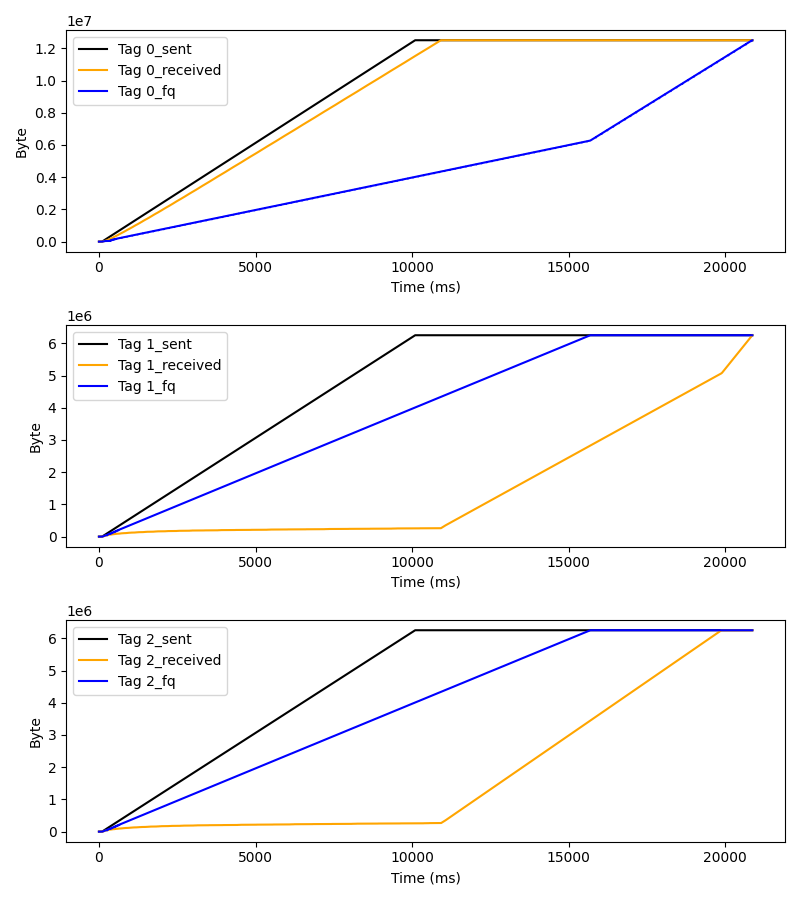 1e7
Tag 0_sent
Tag 0_received
Tag 0_fq
1.2
1.0
0.8
0.6
0.4
0.2
0.0
Byte
0 5000 10000 15000 20000
Time (ms)
1e6
Tag 1_sent
Tag 1_received
Tag 1_fq
6
5
4
3
2
1
0
Byte
0 5000 10000 15000 20000
Time (ms)
1e6
Tag 2_sent
Tag 2_received
Tag 2_fq
6
5
4
3
2
1
0
Byte
0 5000 10000 15000 20000
Time (ms)